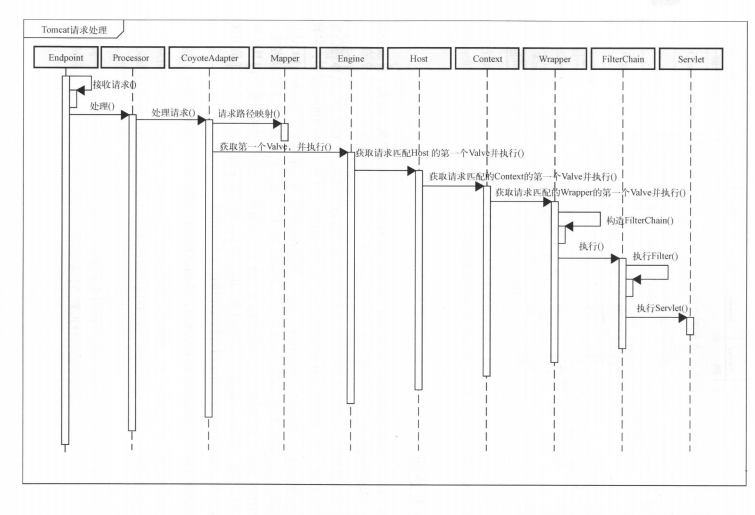 Tomcat请求处理
Endpoint Processor CoyoteAdapter Mapper Engine Host Context Wrapper FilterChain Servlet
接收请求()
处理()
处理请求()
请求路径映射()
获取第一个Valve，并执行()
获取请求匹配Host 的第一个Valve并执行()
获取请求匹配的Context的第一个Valve并执行()
获取请求匹配的Wrapper的第一个Valve并执行()
构造FilterChain()
执行()
执行Filter()
执行Servlet()